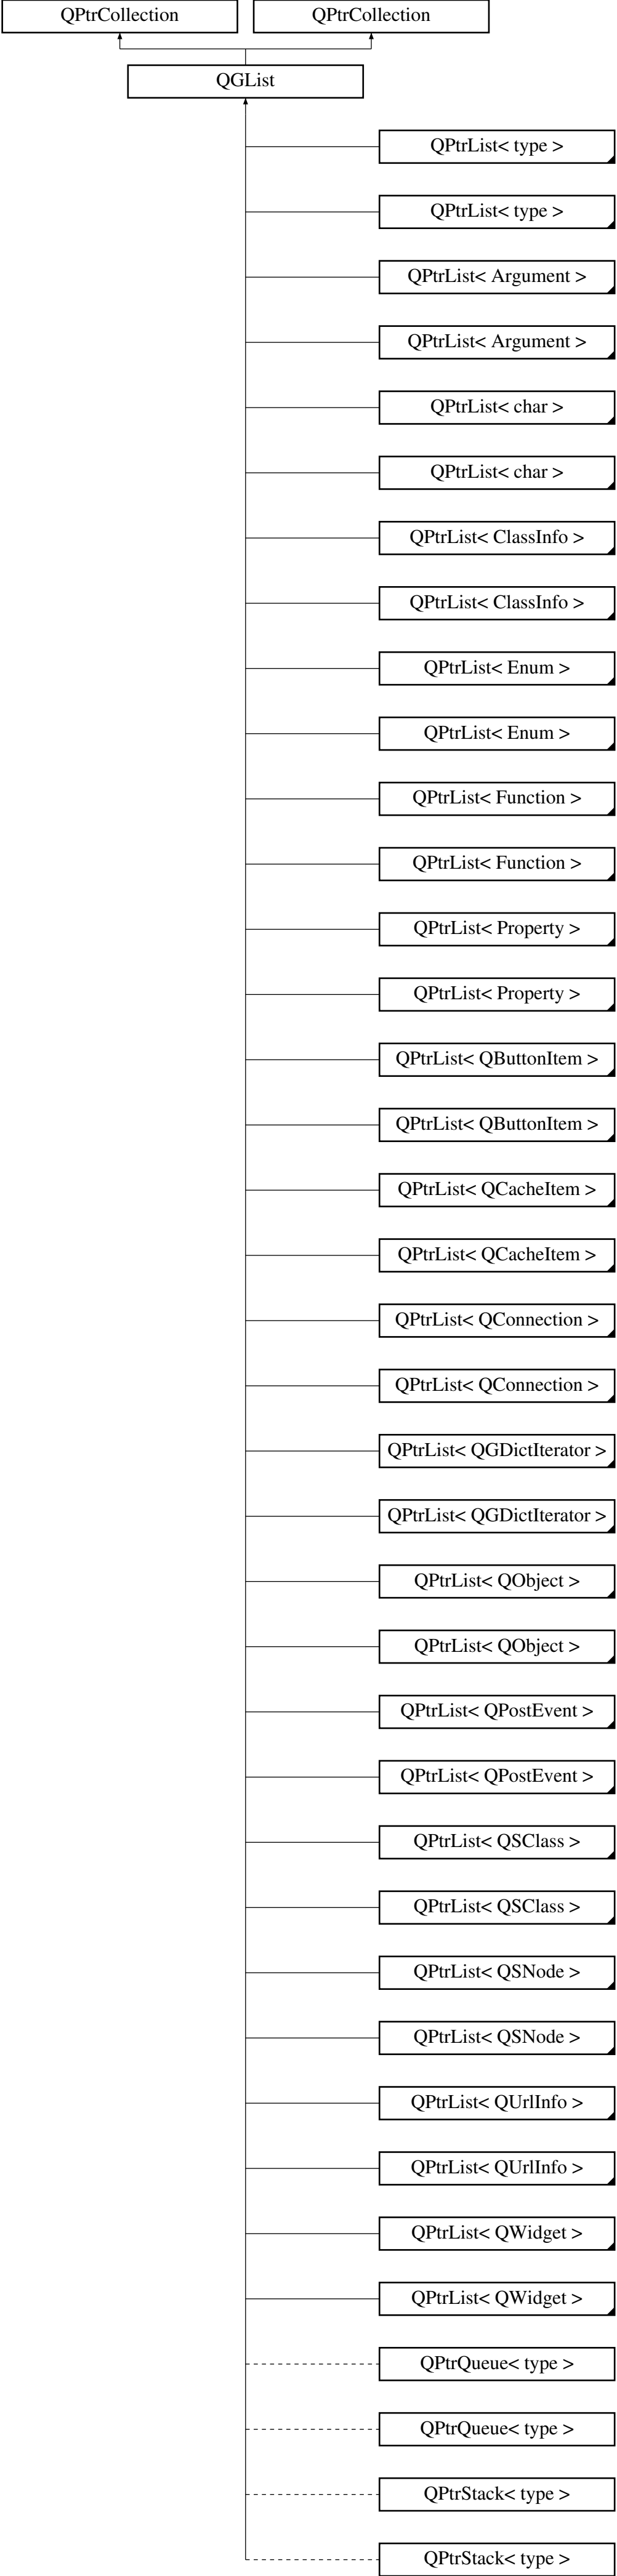 QPtrCollection
QPtrCollection
QGList
QPtrList< type >
QPtrList< type >
QPtrList< Argument >
QPtrList< Argument >
QPtrList< char >
QPtrList< char >
QPtrList< ClassInfo >
QPtrList< ClassInfo >
QPtrList< Enum >
QPtrList< Enum >
QPtrList< Function >
QPtrList< Function >
QPtrList< Property >
QPtrList< Property >
QPtrList< QButtonItem >
QPtrList< QButtonItem >
QPtrList< QCacheItem >
QPtrList< QCacheItem >
QPtrList< QConnection >
QPtrList< QConnection >
QPtrList< QGDictIterator >
QPtrList< QGDictIterator >
QPtrList< QObject >
QPtrList< QObject >
QPtrList< QPostEvent >
QPtrList< QPostEvent >
QPtrList< QSClass >
QPtrList< QSClass >
QPtrList< QSNode >
QPtrList< QSNode >
QPtrList< QUrlInfo >
QPtrList< QUrlInfo >
QPtrList< QWidget >
QPtrList< QWidget >
QPtrQueue< type >
QPtrQueue< type >
QPtrStack< type >
QPtrStack< type >